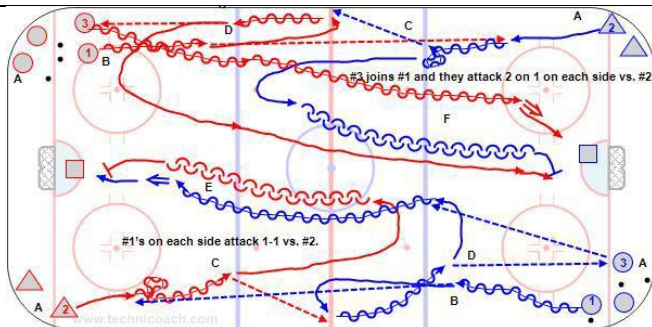 3
D
C
A
2
1
B
A
#3 joins #1 and they attack 2 on 1 on each side vs. #2
F
E
#1's on each side attack 1-1 vs. #2.
C
D
3
A
A
2
B
1
www.technicoach.com